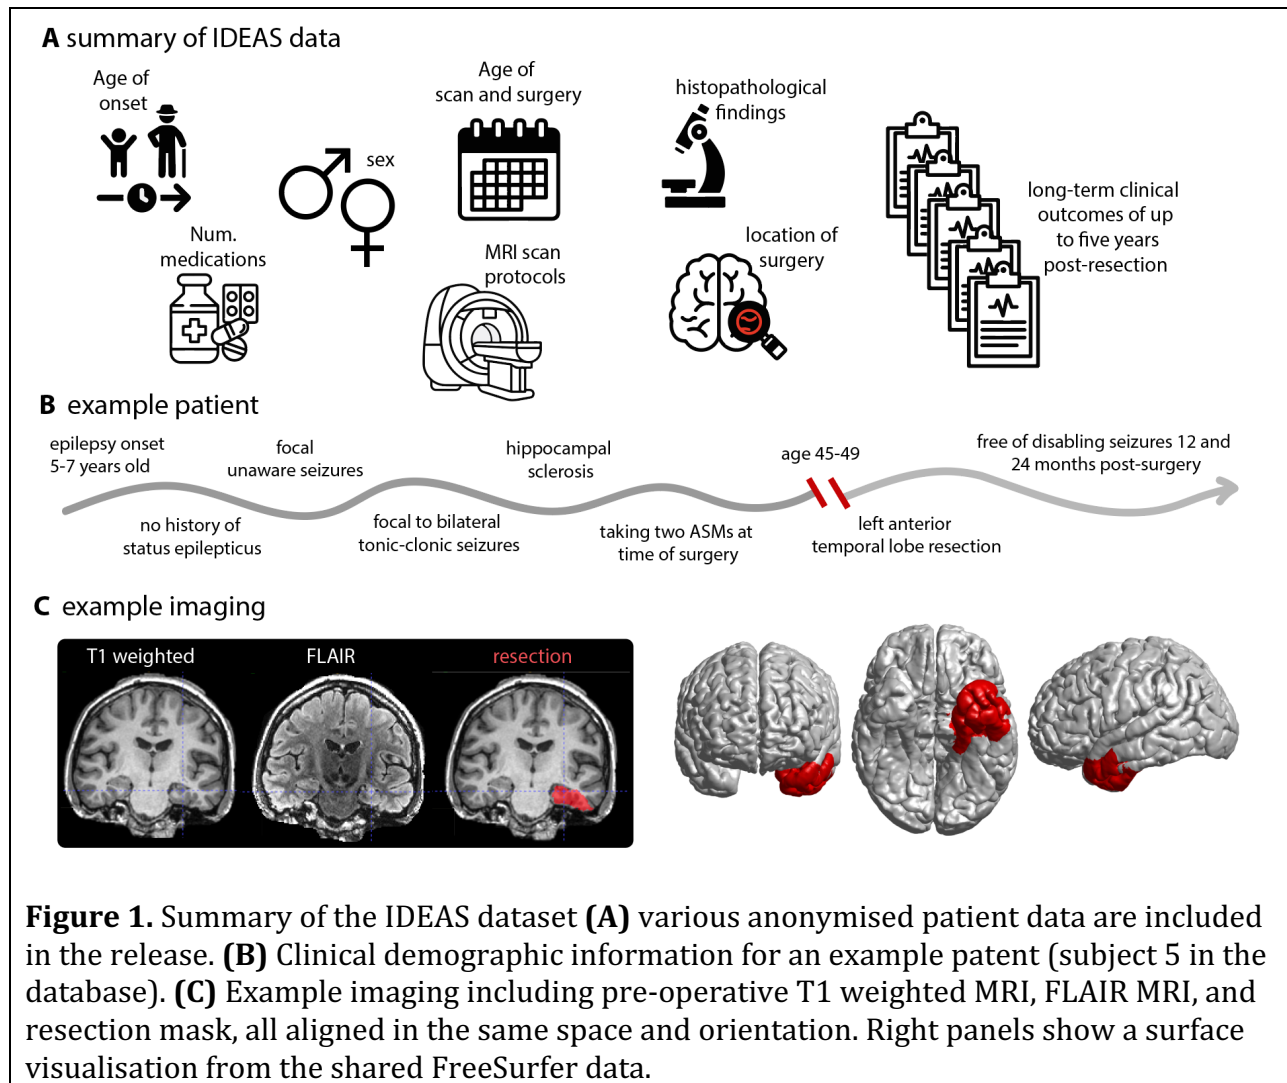 A summary of IDEAS data
Age of
onset
sex
Age of
scan and surgery
histopathological
findings
long-term clinical
outcomes of up
to five years
post-resection
Num.
medications
MRI scan
protocols
location of
surgery
B example patient
epilepsy onset
5-7 years old
no history of
status epilepticus
focal
unaware seizures
focal to bilateral
tonic-clonic seizures
hippocampal
sclerosis
taking two ASMs at
time of surgery
age 45-49
left anterior
temporal lobe resection
free of disabling seizures 12 and
24 months post-surgery
C example imaging
T1 weighted
FLAIR
resection
Figure 1. Summary of the IDEAS dataset (A) various anonymised patient data are included
in the release. (B) Clinical demographic information for an example patent (subject 5 in the
database). (C) Example imaging including pre-operative T1 weighted MRI, FLAIR MRI, and
resection mask, all aligned in the same space and orientation. Right panels show a surface
visualisation from the shared FreeSurfer data.